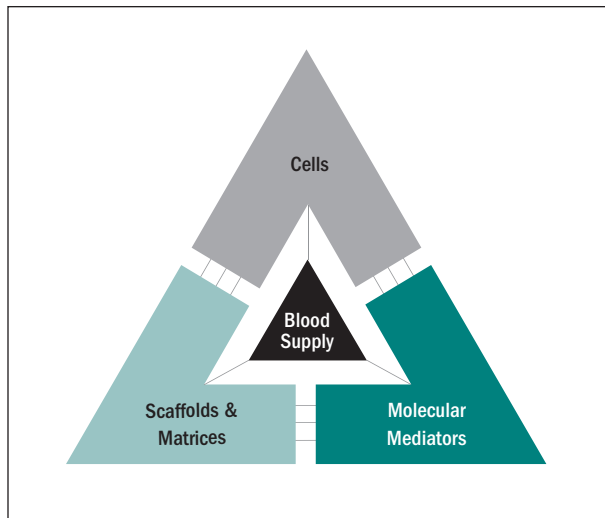 Cells
Blood
Supply
Scaffolds &
Matrices
Molecular
Mediators